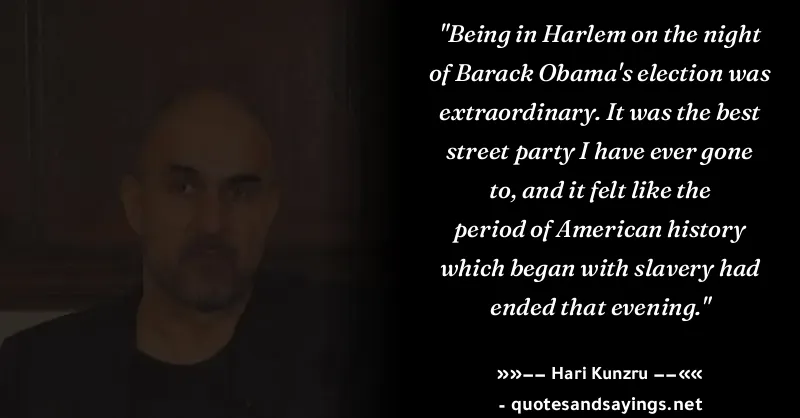 "Being in Harlem on the night
of Barack Obama's election was
extraordinary. It was the best
street party I have ever gone
to, and it felt like the
period of American history
which began with slavery had
ended that evening."
»»−− Hari Kunzru −−««
- quotesandsayings.net